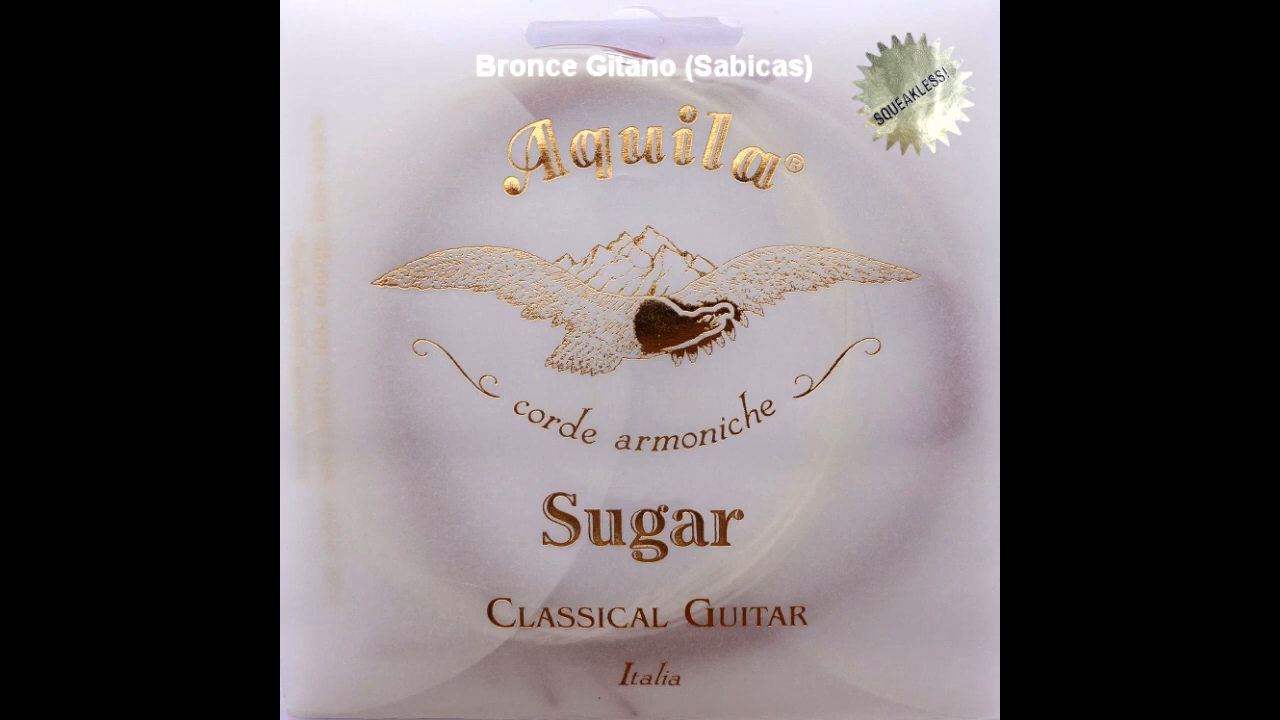 Bronce Gitano (Sabicas)
SQUEAKLESS!
Aquila®
corde armoniche
Sugar
CLASSICAL GUITAR
Italia